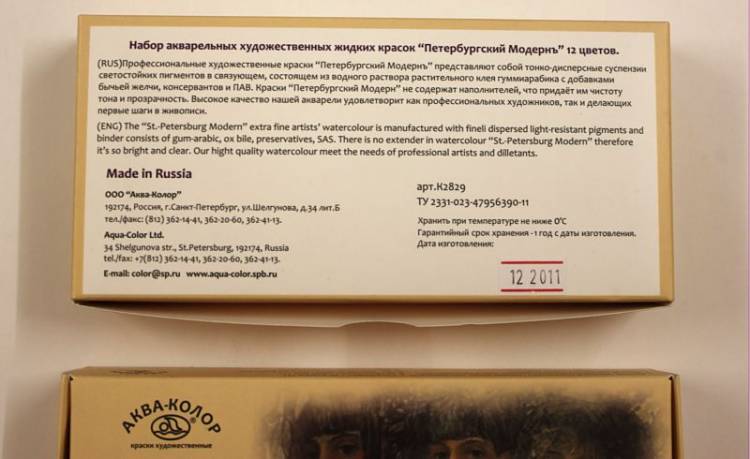 Набор акварельных художественных жидких красок "Петербургский Модернъ" 12 цветов.
(RUS)Профессиональные художественные краски "Петербургский Модернъ" представляют собой тонко-дисперсные суспензии
светостойких пигментов в связующем, состоящем из водного раствора растительного клея гуммиарабика с добавками
бычьей желчи, консервантов и ПАВ. Краски "Петербургский Модерн" не содержат наполнителей, что придаёт им чистоту
тона и прозрачность. Высокое качество нашей акварели удовлетворит как профессиональных художников, так и делающих
первые шаги в живописи.
(ENG) The "St.-Petersburg Modern" extra fine artists' watercolour is manufactured with fineli dispersed light-resistant pigments and
binder consists of gum-arabic, ox bile, preservatives, SAS. There is no extender in watercolour "St.-Petersburg Modern" therefore
it's so bright and clear. Our hight quality watercolour meet the needs of professional artists and dilletants.
Made in Russia
ООО "Аква-Колор"
192174, Россия, г.Санкт-Петербург, ул.Шелгунова, д.34 лит.Б
тел./факс: (812) 362-14-41, 362-20-60, 362-41-13.
Aqua-Color Ltd.
34 Shelgunova str., St.Petersburg, 192174, Russia
tel./fax: +7(812) 362-14-41, 362-20-60, 362-41-13.
E-mail: color@sp.ru www.aqua-color.spb.ru
арт.К2829
ТУ 2331-023-47956390-11
Хранить при температуре не ниже 0°С
Гарантийный срок хранения -1 год с даты изготовления.
Дата изготовления:
12 2011
АКВА-КОЛОР
краски художественные